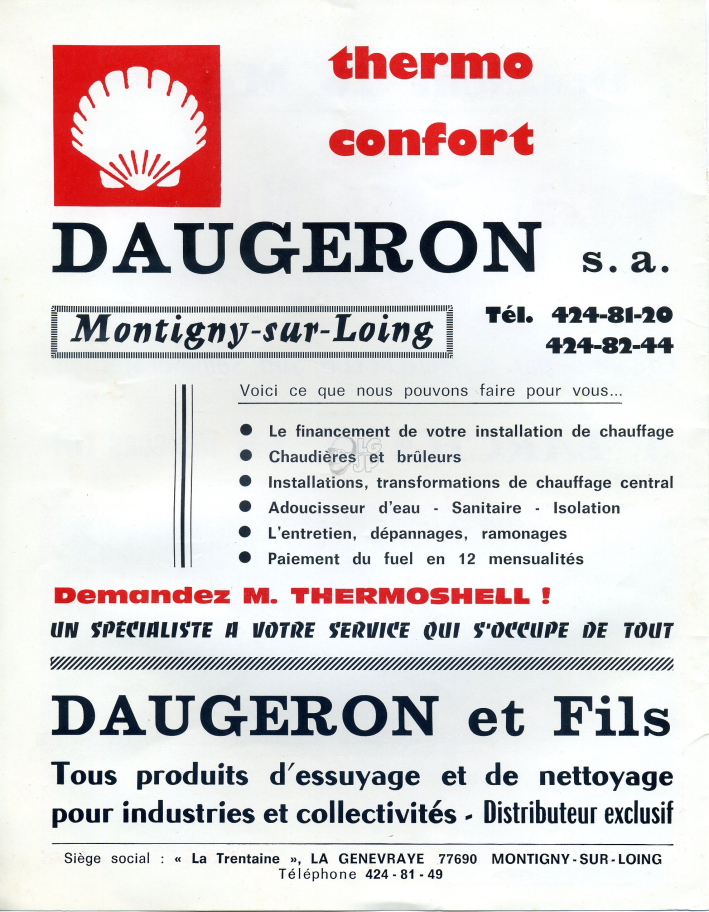 thermo
confort
DAUGERON s.a.
Montigny-sur-Loing
Tél. 424-81-20
424-82-44
Voici ce que nous pouvons faire pour vous...
● Le financement de votre installation de chauffage
● Chaudières et brûleurs
● Installations, transformations de chauffage central
● Adoucisseur d'eau - Sanitaire - Isolation
● L'entretien, dépannages, ramonages
● Paiement du fuel en 12 mensualités
Demandez M. THERMOSHELL !
UN SPÉCIALISTE A VOTRE SERVICE QUI S'OCCUPE DE TOUT
DAUGERON et Fils
Tous produits d'essuyage et de nettoyage
pour industries et collectivités - Distributeur exclusif
Siège social : « La Trentaine », LA GENEVRAYE 77690 MONTIGNY-SUR-LOING
Téléphone 424-81-49